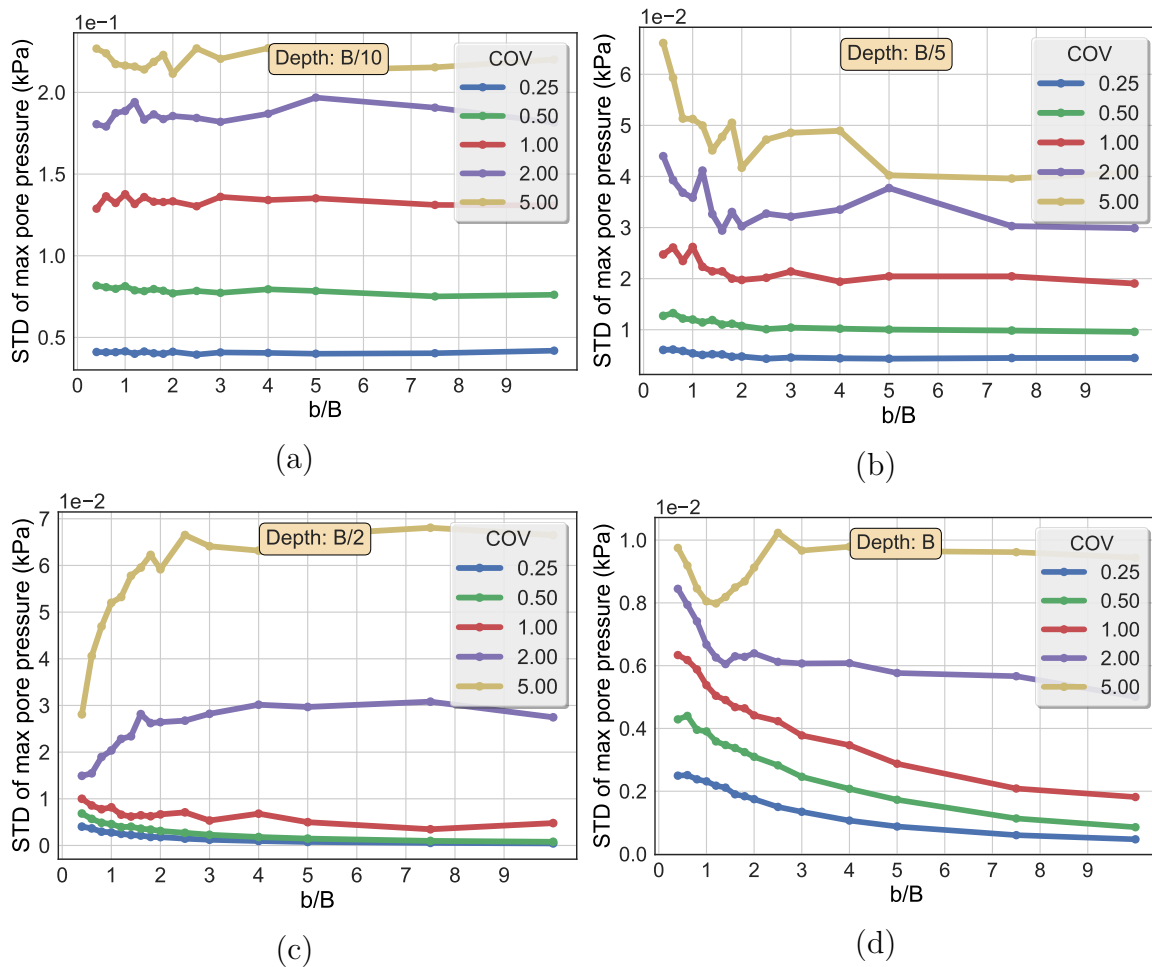 1e−1
STD of max pore pressure (kPa)
2.0
1.5
1.0
0.5
0 1 2 3 4 5 6 7 8 9
b/B
Depth: B/10
COV
0.25
0.50
1.00
2.00
5.00
(a)
1e−2
STD of max pore pressure (kPa)
6
5
4
3
2
1
0 1 2 3 4 5 6 7 8 9
b/B
Depth: B/5
COV
0.25
0.50
1.00
2.00
5.00
(b)
1e−2
STD of max pore pressure (kPa)
7
6
5
4
3
2
1
0
0 1 2 3 4 5 6 7 8 9
b/B
Depth: B/2
COV
0.25
0.50
1.00
2.00
5.00
(c)
1e−2
STD of max pore pressure (kPa)
1.0
0.8
0.6
0.4
0.2
0.0
0 1 2 3 4 5 6 7 8 9
b/B
Depth: B
COV
0.25
0.50
1.00
2.00
5.00
(d)